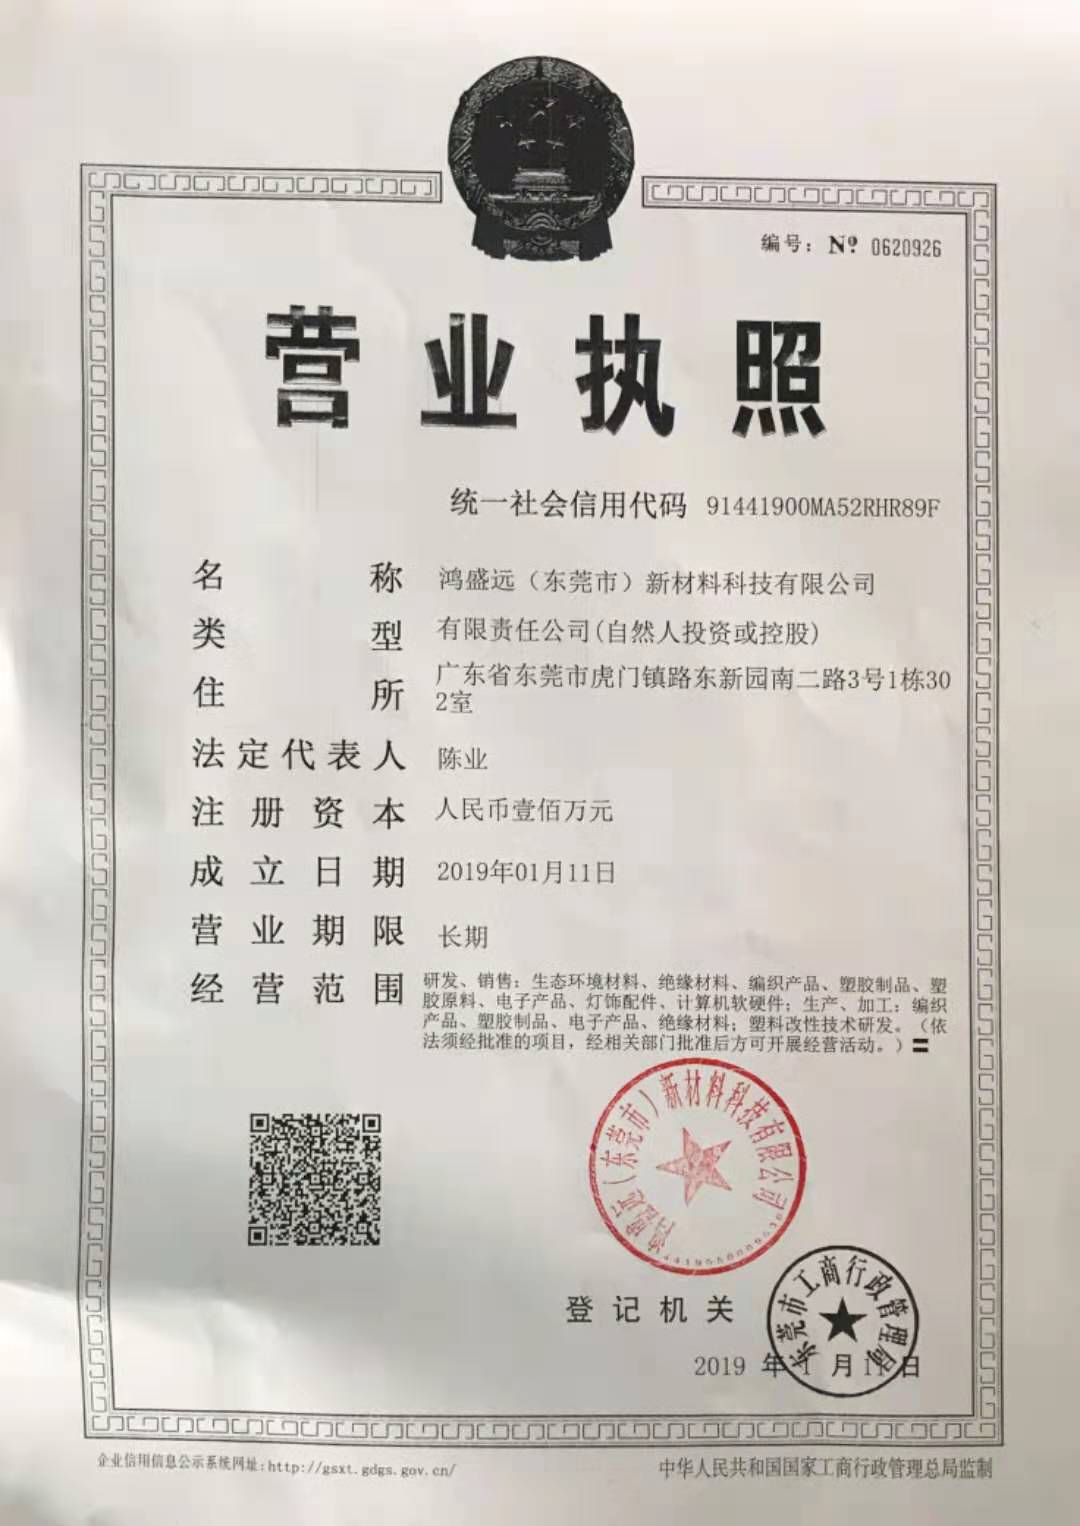 编号：Nº 0620926
营业执照
统一社会信用代码 91441900MA52RHR89F
名称 鸿盛远（东莞市）新材料科技有限公司
类型 有限责任公司(自然人投资或控股)
住所 广东省东莞市虎门镇路东新园南二路3号1栋30
2室
法定代表人 陈业
注册资本 人民币壹佰万元
成立日期 2019年01月11日
营业期限 长期
经营范围 研发、销售：生态环境材料、绝缘材料、编织产品、塑胶制品、塑
胶原料、电子产品、灯饰配件、计算机软硬件；生产、加工：编织
产品、塑胶制品、电子产品、绝缘材料；塑料改性技术研发。（依
法须经批准的项目，经相关部门批准后方可开展经营活动。）〓
鸿盛远（东莞市）新材料科技有限公司
登记机关
东莞市工商行政管理局
2019 年 1 月 11 日
企业信用信息公示系统网址:http://gsxt.gdgs.gov.cn/
中华人民共和国国家工商行政管理总局监制